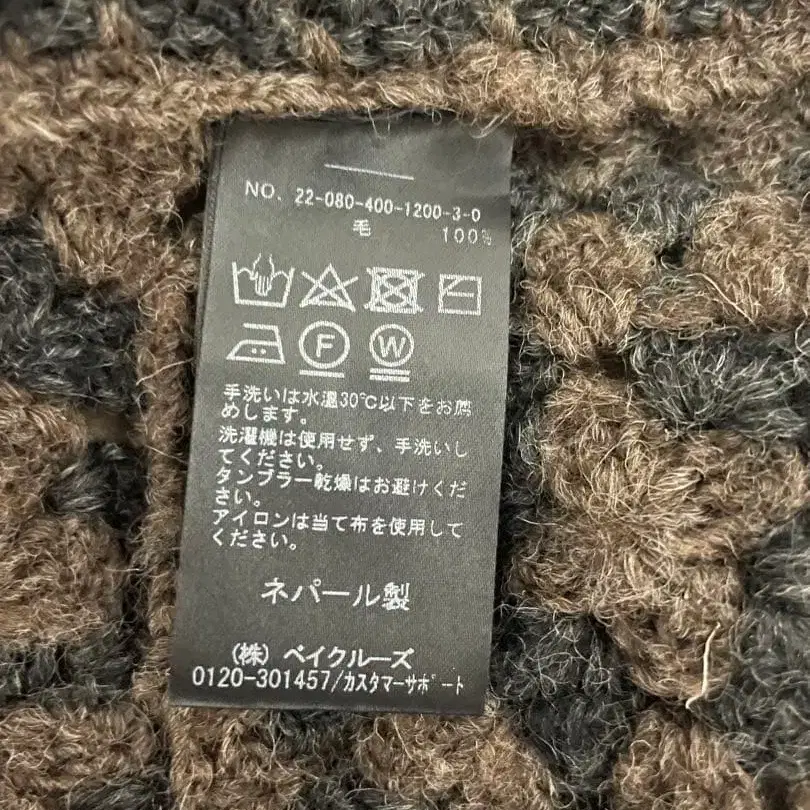 NO. 22-080-400-1200-3-0
毛 100%
F W
手洗いは水温30℃以下をお薦
めします。
洗濯機は使用せず、手洗いし
てください。
タンブラー乾燥はお避けくだ
さい。
アイロンは当て布を使用して
ください。
ネパール製
(株) ベイクルーズ
0120-301457/カスタマーサポート